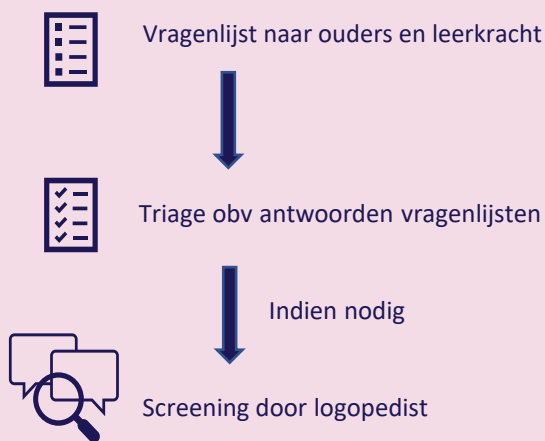 Vragenlijst naar ouders en leerkracht
Triage obv antwoorden vragenlijsten
Indien nodig
Screening door logopedist